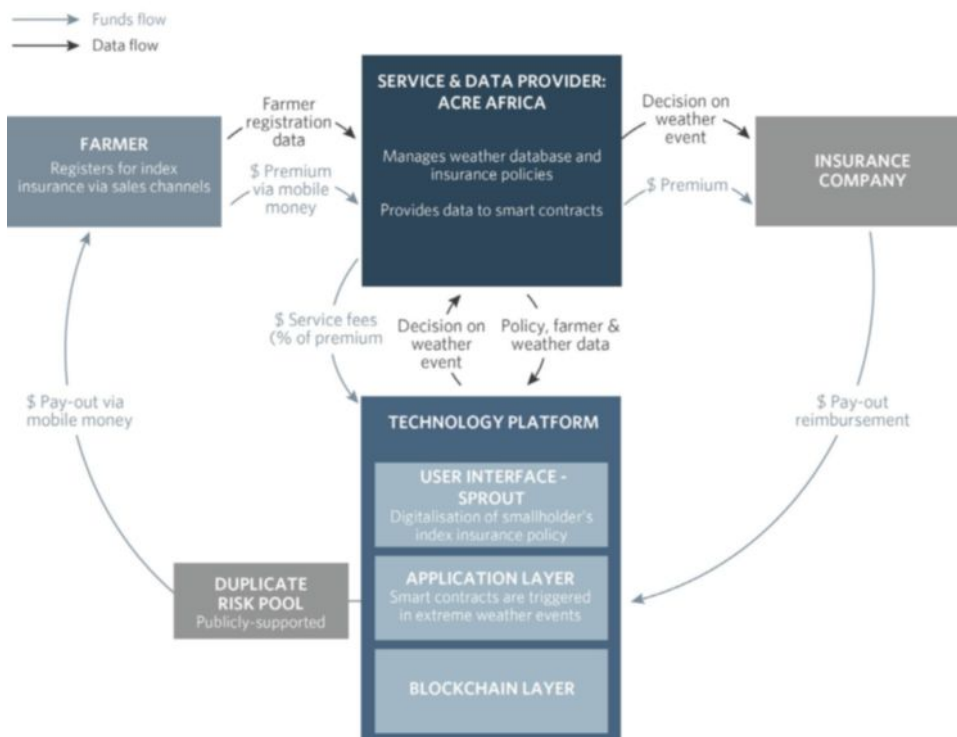 Funds flow
Data flow
FARMER
Registers for index
insurance via sales channels
Farmer
registration
data
$ Premium
via mobile
money
SERVICE & DATA PROVIDER:
ACRE AFRICA
Manages weather database and
insurance policies
Provides data to smart contracts
Decision on
weather
event
$ Premium
INSURANCE
COMPANY
$ Service fees
(% of premium
Decision on
weather
event
Policy, farmer &
weather data
$ Pay-out via
mobile money
$ Pay-out
reimbursement
TECHNOLOGY PLATFORM
USER INTERFACE -
SPROUT
Digitalisation of smallholder's
index insurance policy
APPLICATION LAYER
Smart contracts are triggered
in extreme weather events
BLOCKCHAIN LAYER
DUPLICATE
RISK POOL
Publicly-supported